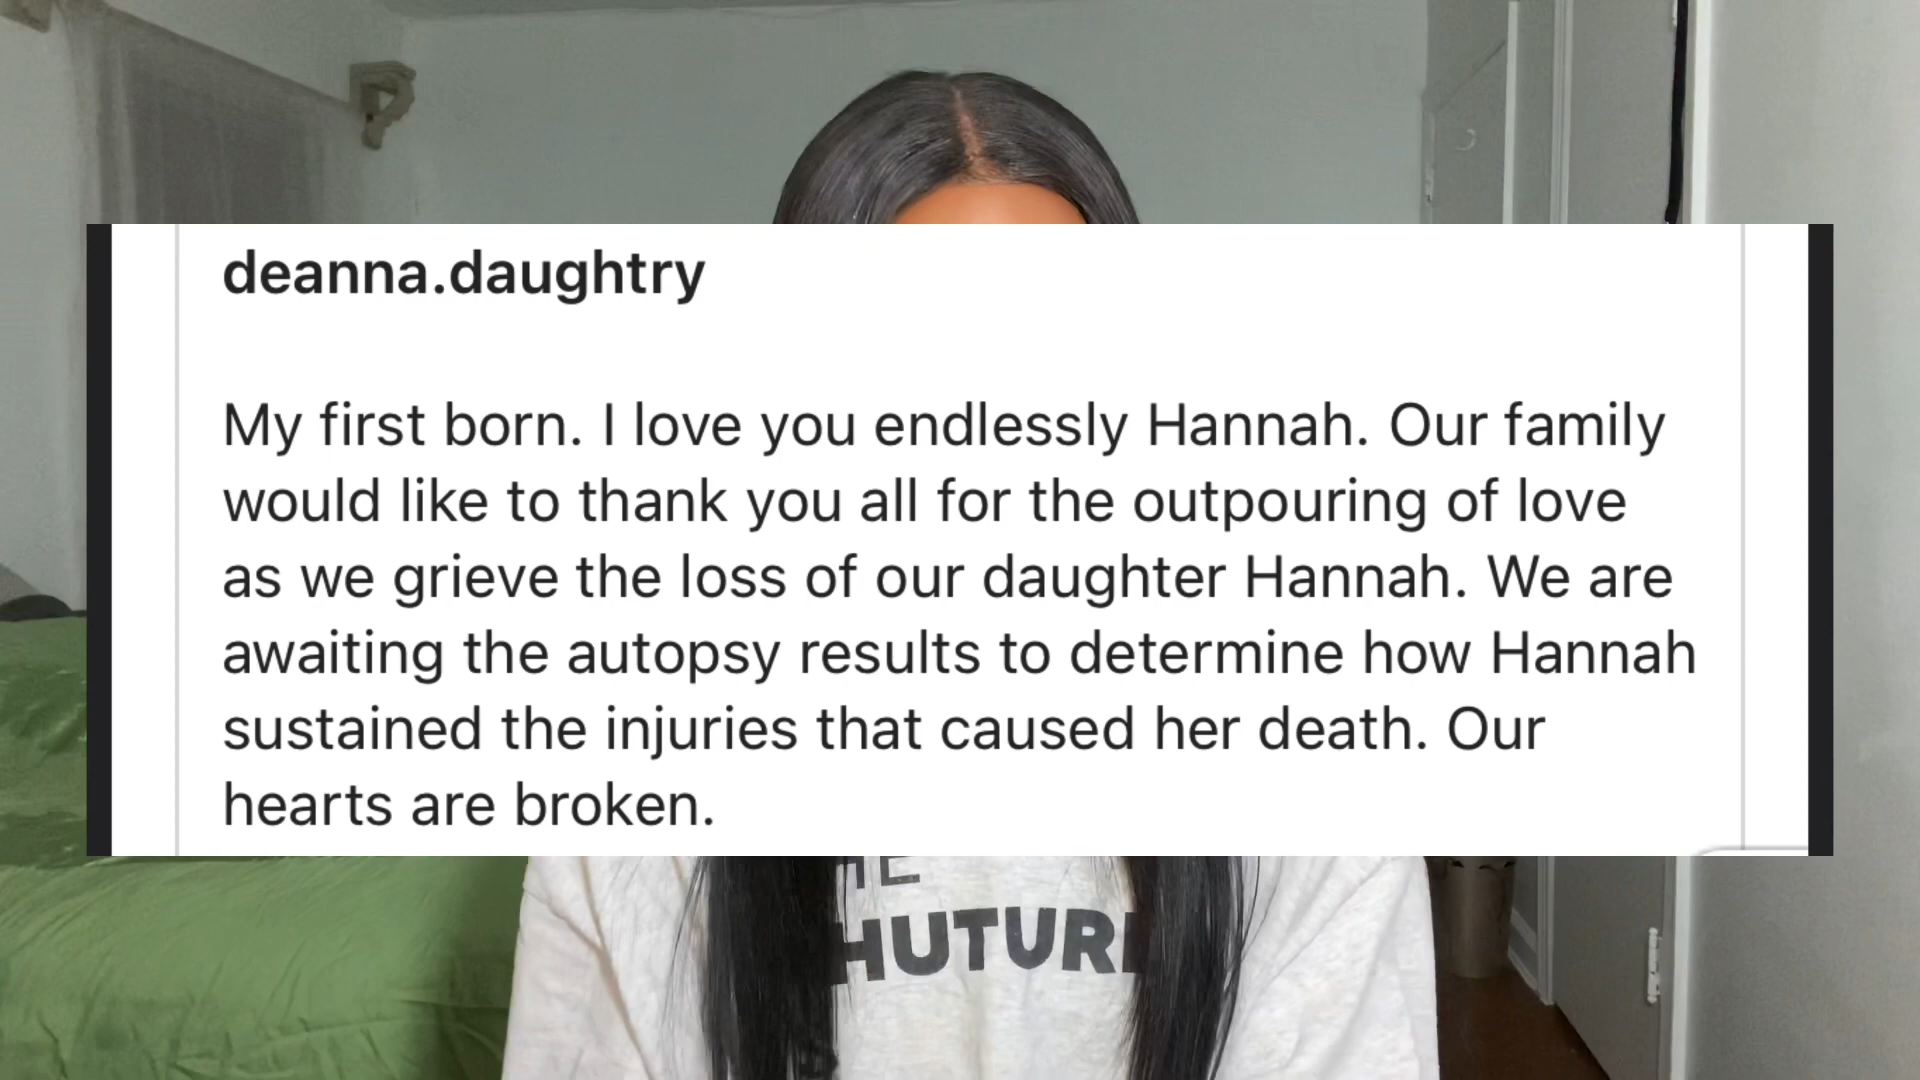 deanna.daughtry
My first born. I love you endlessly Hannah. Our family
would like to thank you all for the outpouring of love
as we grieve the loss of our daughter Hannah. We are
awaiting the autopsy results to determine how Hannah
sustained the injuries that caused her death. Our
hearts are broken.